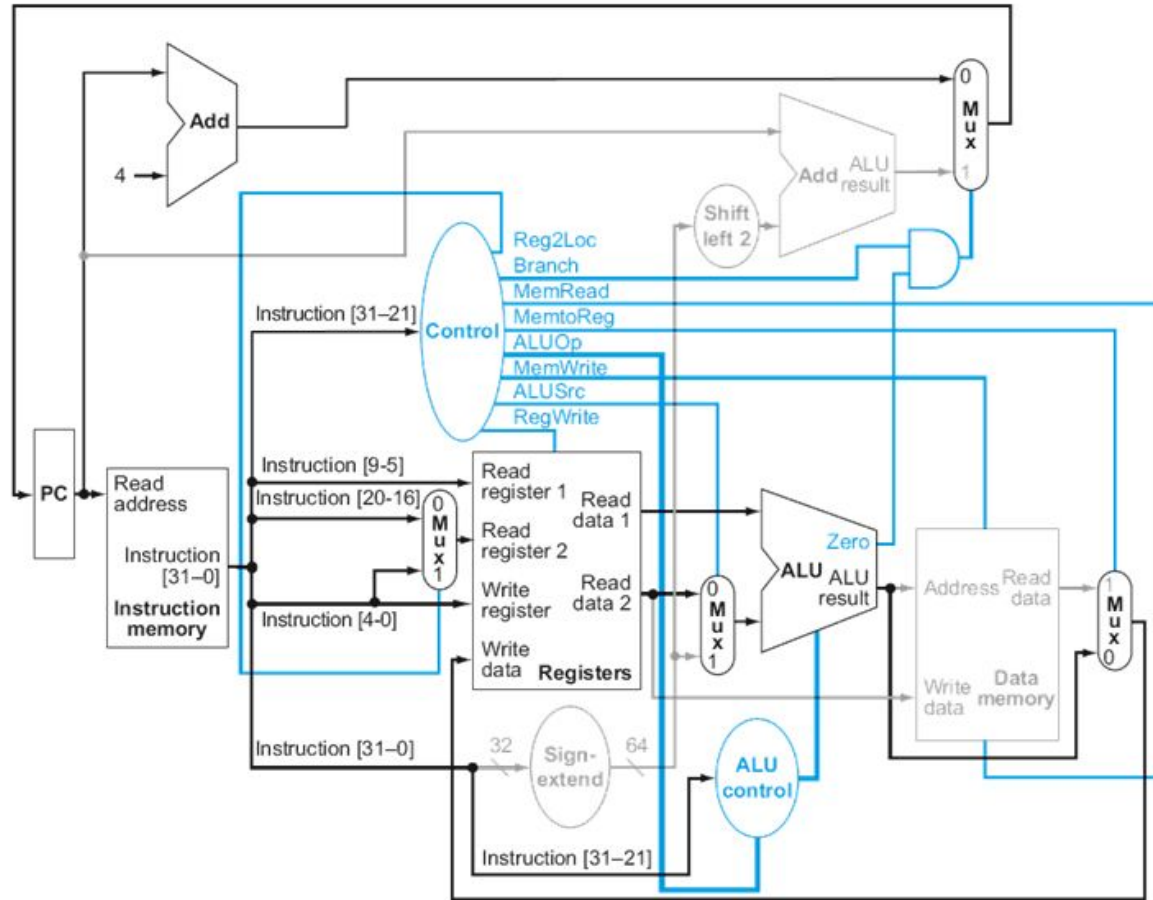 Add
4
0
Mux
1
Add
ALU
result
Shift
left 2
Reg2Loc
Branch
MemRead
MemtoReg
ALUOp
MemWrite
ALUSrc
RegWrite
Control
Instruction [31–21]
PC
Read
address
Instruction
[31–0]
Instruction
memory
Instruction [9-5]
Instruction [20-16]
Instruction [4-0]
0
Mux
1
Read
register 1
Read
register 2
Write
register
Write
data
Read
data 1
Read
data 2
Registers
0
Mux
1
Zero
ALU
ALU
result
Address
Read
data
Write
data
Data
memory
1
Mux
0
Instruction [31–0]
32
Sign-
extend
64
ALU
control
Instruction [31–21]